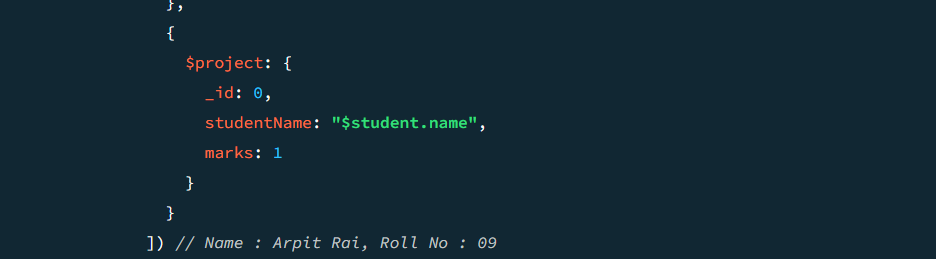 },
{
$project: {
_id: 0,
studentName: "$student.name",
marks: 1
}
}
]) // Name : Arpit Rai, Roll No : 09